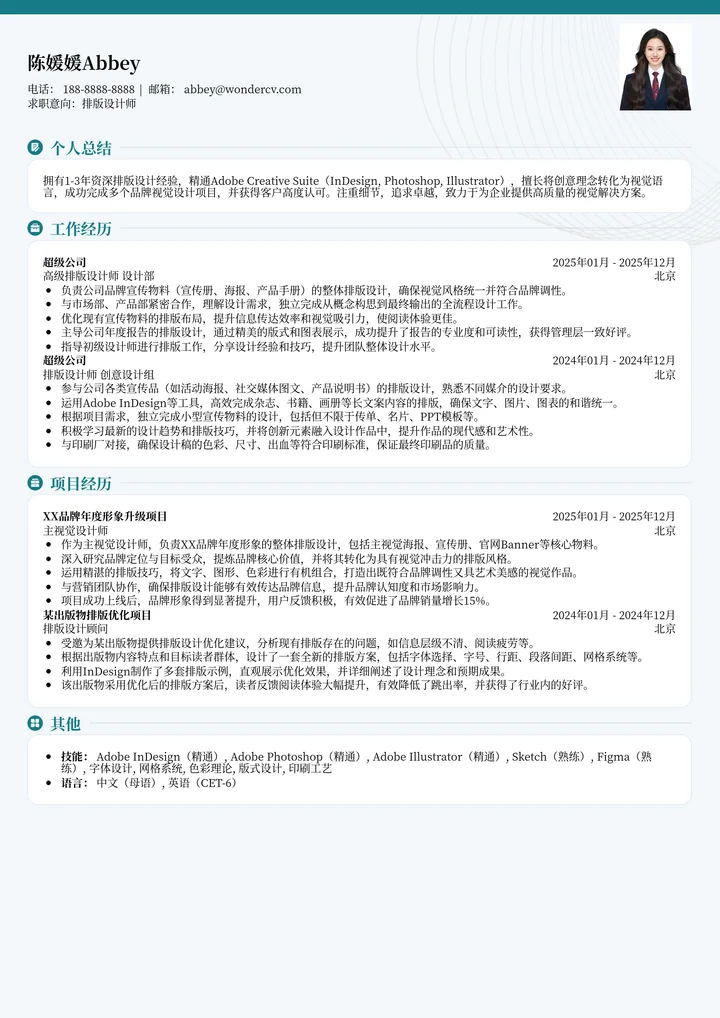 陈媛媛Abbey
电话： 188-8888-8888 | 邮箱： abbey@wondercv.com
求职意向：排版设计师
个人总结
拥有1-3年资深排版设计经验，精通Adobe Creative Suite（InDesign, Photoshop, Illustrator），擅长将创意理念转化为视觉语
言，成功完成多个品牌视觉设计项目，并获得客户高度认可。注重细节，追求卓越，致力于为企业提供高质量的视觉解决方案。
工作经历
超级公司 2025年01月 - 2025年12月
高级排版设计师 设计部 北京
• 负责公司品牌宣传物料（宣传册、海报、产品手册）的整体排版设计，确保视觉风格统一并符合品牌调性。
• 与市场部、产品部紧密合作，理解设计需求，独立完成从概念构思到最终输出的全流程设计工作。
• 优化现有宣传物料的排版布局，提升信息传达效率和视觉吸引力，使阅读体验更佳。
• 主导公司年度报告的排版设计，通过精美的版式和图表展示，成功提升了报告的专业度和可读性，获得管理层一致好评。
• 指导初级设计师进行排版工作，分享设计经验和技巧，提升团队整体设计水平。
超级公司 2024年01月 - 2024年12月
排版设计师 创意设计组 北京
• 参与公司各类宣传品（如活动海报、社交媒体图文、产品说明书）的排版设计，熟悉不同媒介的设计要求。
• 运用Adobe InDesign等工具，高效完成杂志、书籍、画册等长文案内容的排版，确保文字、图片、图表的和谐统一。
• 根据项目需求，独立完成小型宣传物料的设计，包括但不限于传单、名片、PPT模板等。
• 积极学习最新的设计趋势和排版技巧，并将创新元素融入设计作品中，提升作品的现代感和艺术性。
• 与印刷厂对接，确保设计稿的色彩、尺寸、出血等符合印刷标准，保证最终印刷品的质量。
项目经历
XX品牌年度形象升级项目 2025年01月 - 2025年12月
主视觉设计师 北京
• 作为主视觉设计师，负责XX品牌年度形象的整体排版设计，包括主视觉海报、宣传册、官网Banner等核心物料。
• 深入研究品牌定位与目标受众，提炼品牌核心价值，并将其转化为具有视觉冲击力的排版风格。
• 运用精湛的排版技巧，将文字、图形、色彩进行有机组合，打造出既符合品牌调性又具艺术美感的视觉作品。
• 与营销团队协作，确保排版设计能够有效传达品牌信息，提升品牌认知度和市场影响力。
• 项目成功上线后，品牌形象得到显著提升，用户反馈积极，有效促进了品牌销量增长15%。
某出版物排版优化项目 2024年01月 - 2024年12月
排版设计顾问 北京
• 受邀为某出版物提供排版设计优化建议，分析现有排版存在的问题，如信息层级不清、阅读疲劳等。
• 根据出版物内容特点和目标读者群体，设计了一套全新的排版方案，包括字体选择、字号、行距、段落间距、网格系统等。
• 利用InDesign制作了多套排版示例，直观展示优化效果，并详细阐述了设计理念和预期成果。
• 该出版物采用优化后的排版方案后，读者反馈阅读体验大幅提升，有效降低了跳出率，并获得了行业内的好评。
其他
• 技能： Adobe InDesign（精通）, Adobe Photoshop（精通）, Adobe Illustrator（精通）, Sketch（熟练）, Figma（熟
练）, 字体设计, 网格系统, 色彩理论, 版式设计, 印刷工艺
• 语言： 中文（母语）, 英语（CET-6）